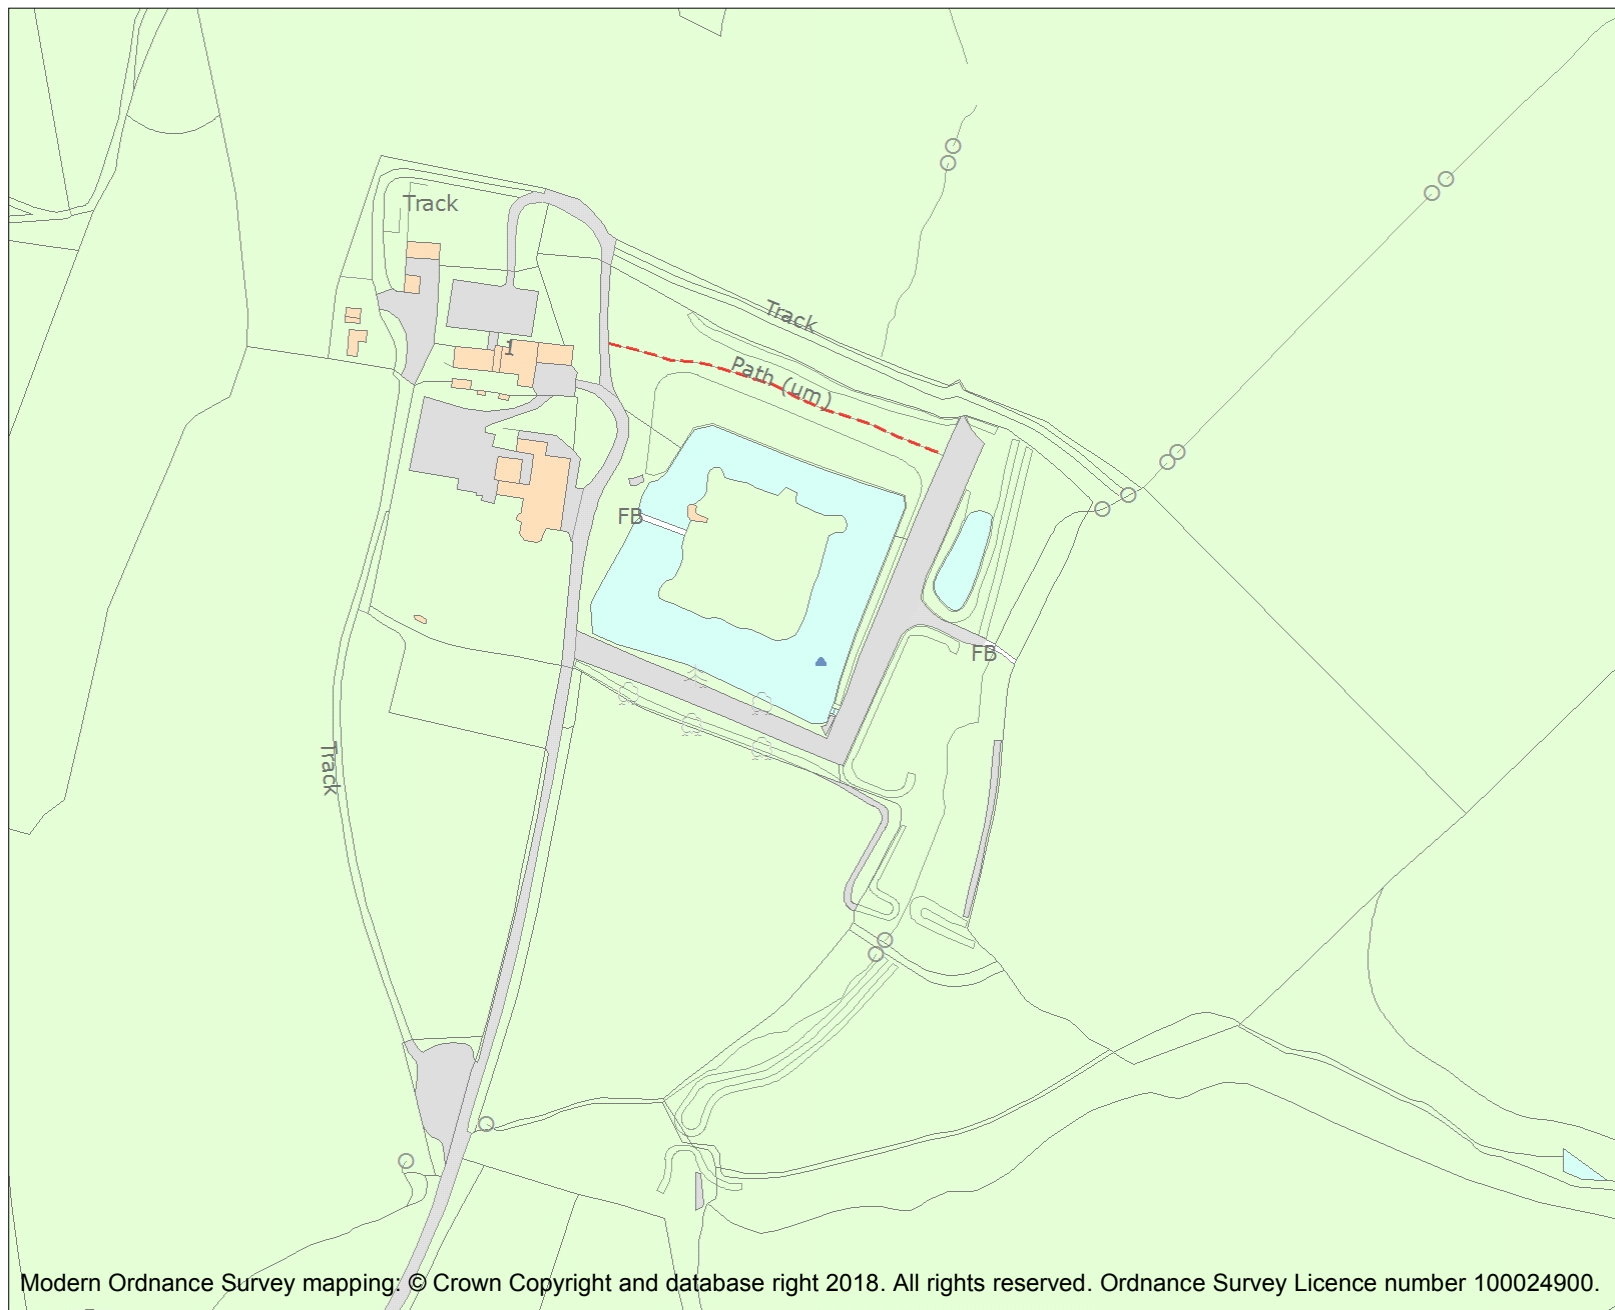 Track
Track
1
Path (um)
FB
FB
Track
Modern Ordnance Survey mapping: © Crown Copyright and database right 2018. All rights reserved. Ordnance Survey Licence number 100024900.